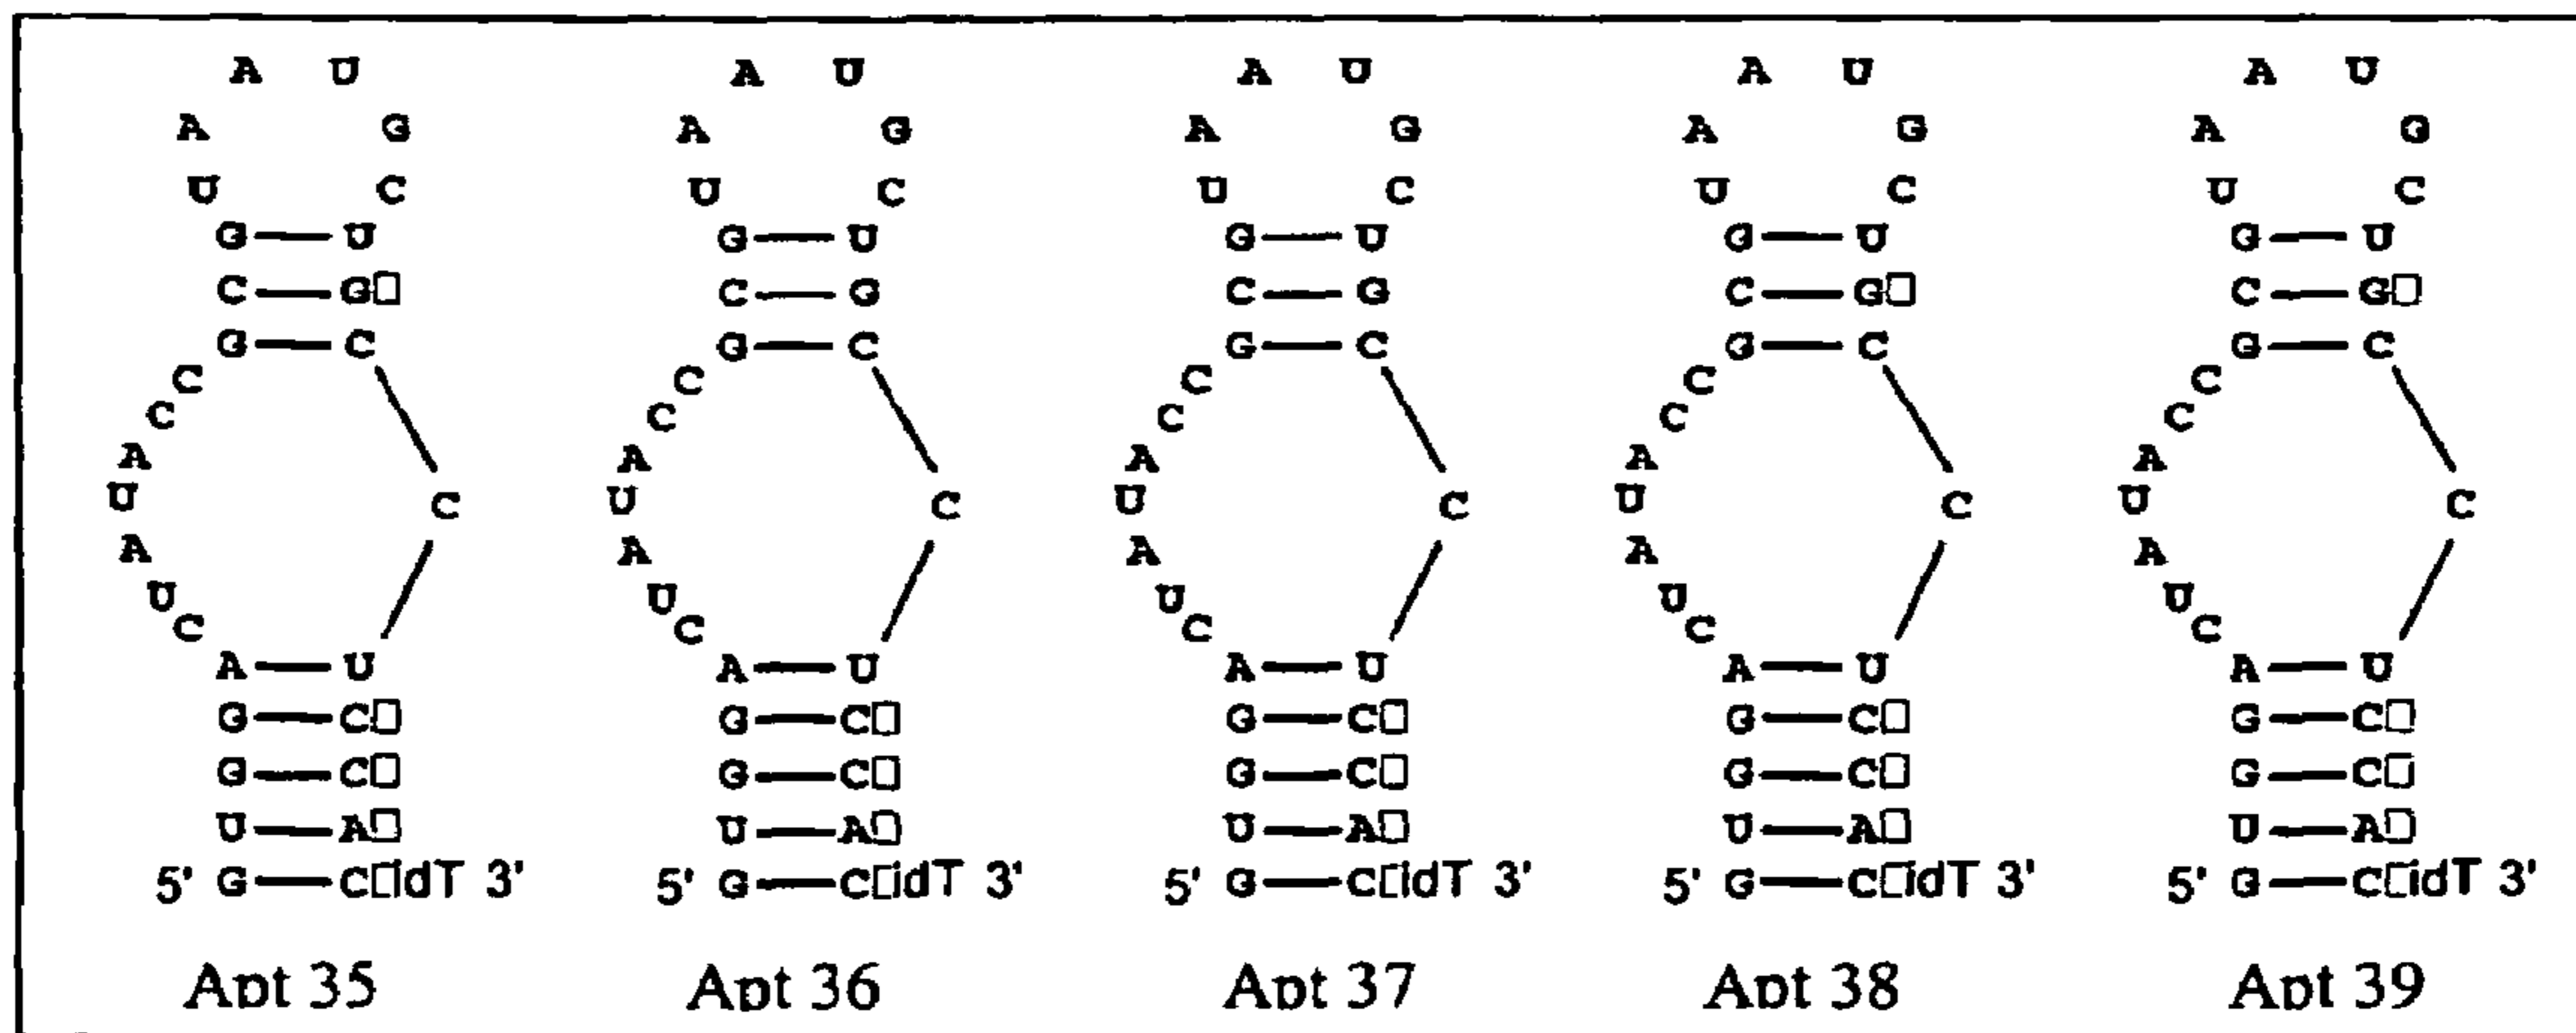 A U A U A U A U A U
A G A G A G A G A G
U C U C U C U C U C
G—U G—U G—U G—U G—U
C—G□ C—G C—G C—G□ C—G□
G—C G—C G—C G—C G—C
C C C C C
C C C C C
A A A A A
U C U C U C U C U C
A A A A A
U U U U U
C C C C C
A—U A—U A—U A—U A—U
G—C□ G—C□ G—C□ G—C□ G—C□
G—C□ G—C□ G—C□ G—C□ G—C□
U—A□ U—A□ U—A□ U—A□ U—A□
5' G—C□idT 3' 5' G—C□idT 3' 5' G—C□idT 3' 5' G—C□idT 3' 5' G—C□idT 3'
Apt 35 Apt 36 Apt 37 Apt 38 Apt 39